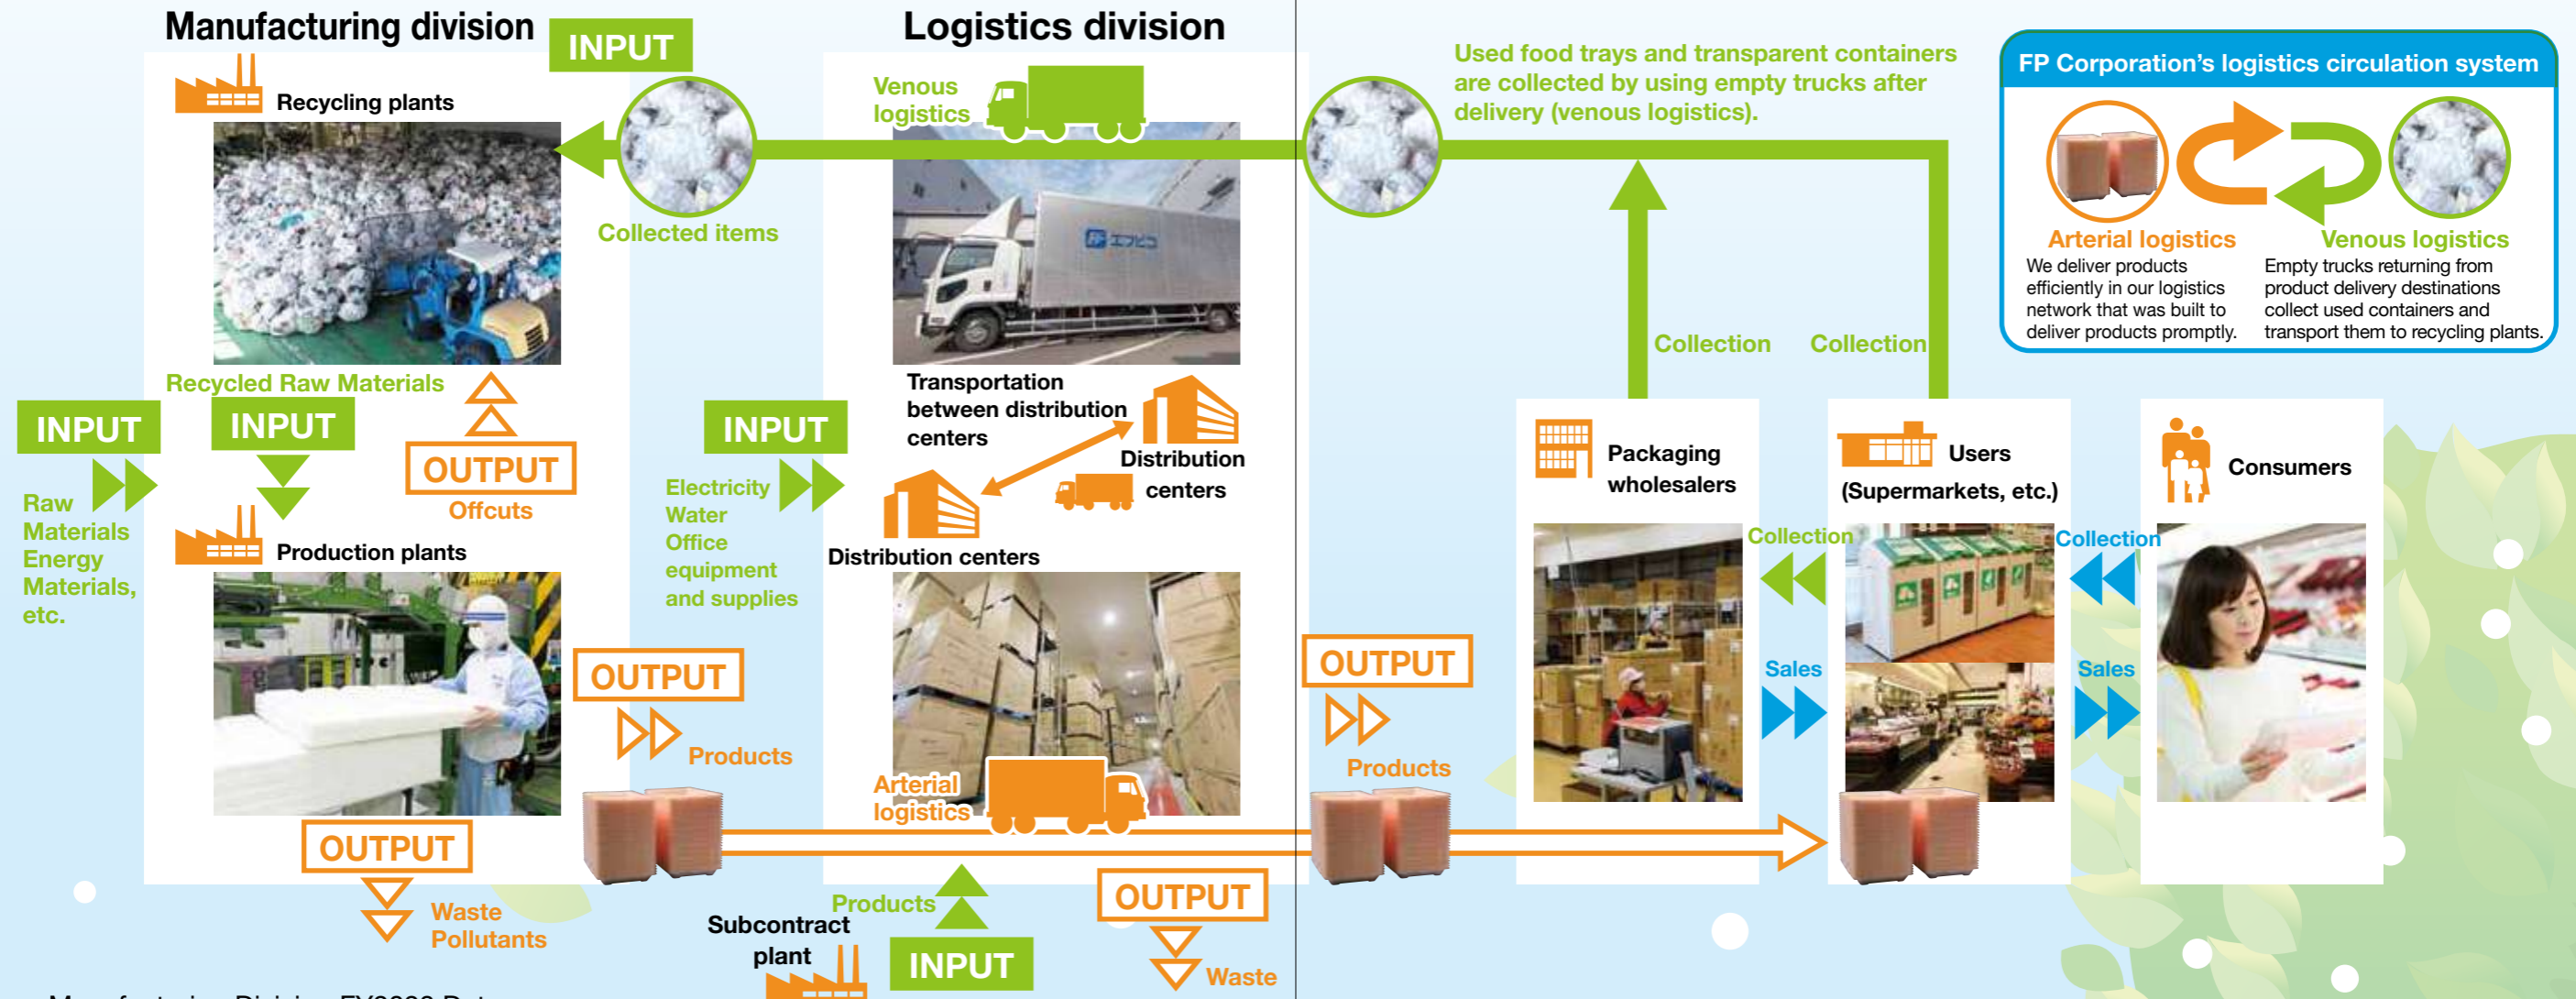 Manufacturing division
INPUT
Logistics division
Recycling plants
Collected items
Recycled Raw Materials
INPUT
OUTPUT
Offcuts
INPUT
Raw
Materials
Energy
Materials,
etc.
Production plants
OUTPUT
Products
OUTPUT
Waste
Pollutants
Venous
logistics
FP エフピコ
Transportation
between distribution
centers
Distribution
centers
Distribution centers
INPUT
Electricity
Water
Office
equipment
and supplies
Arterial
logistics
Subcontract
plant
Products
INPUT
OUTPUT
Waste
OUTPUT
Products
Used food trays and transparent containers
are collected by using empty trucks after
delivery (venous logistics).
Collection
Collection
Packaging
wholesalers
Users
(Supermarkets, etc.)
Consumers
Collection
Collection
Sales
Sales
FP Corporation's logistics circulation system
Arterial logistics
We deliver products
efficiently in our logistics
network that was built to
deliver products promptly.
Venous logistics
Empty trucks returning from
product delivery destinations
collect used containers and
transport them to recycling plants.